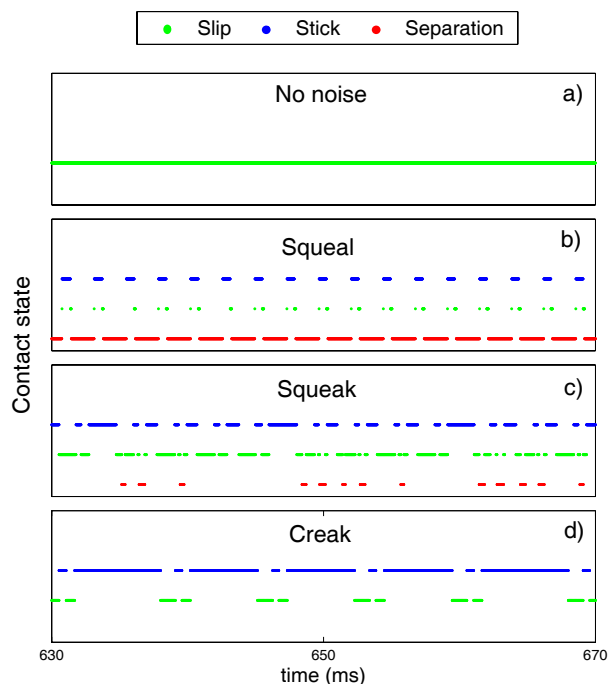 Slip Stick Separation
No noise a)
Squeal b)
Squeak c)
Creak d)
Contact state
630 650 670
time (ms)